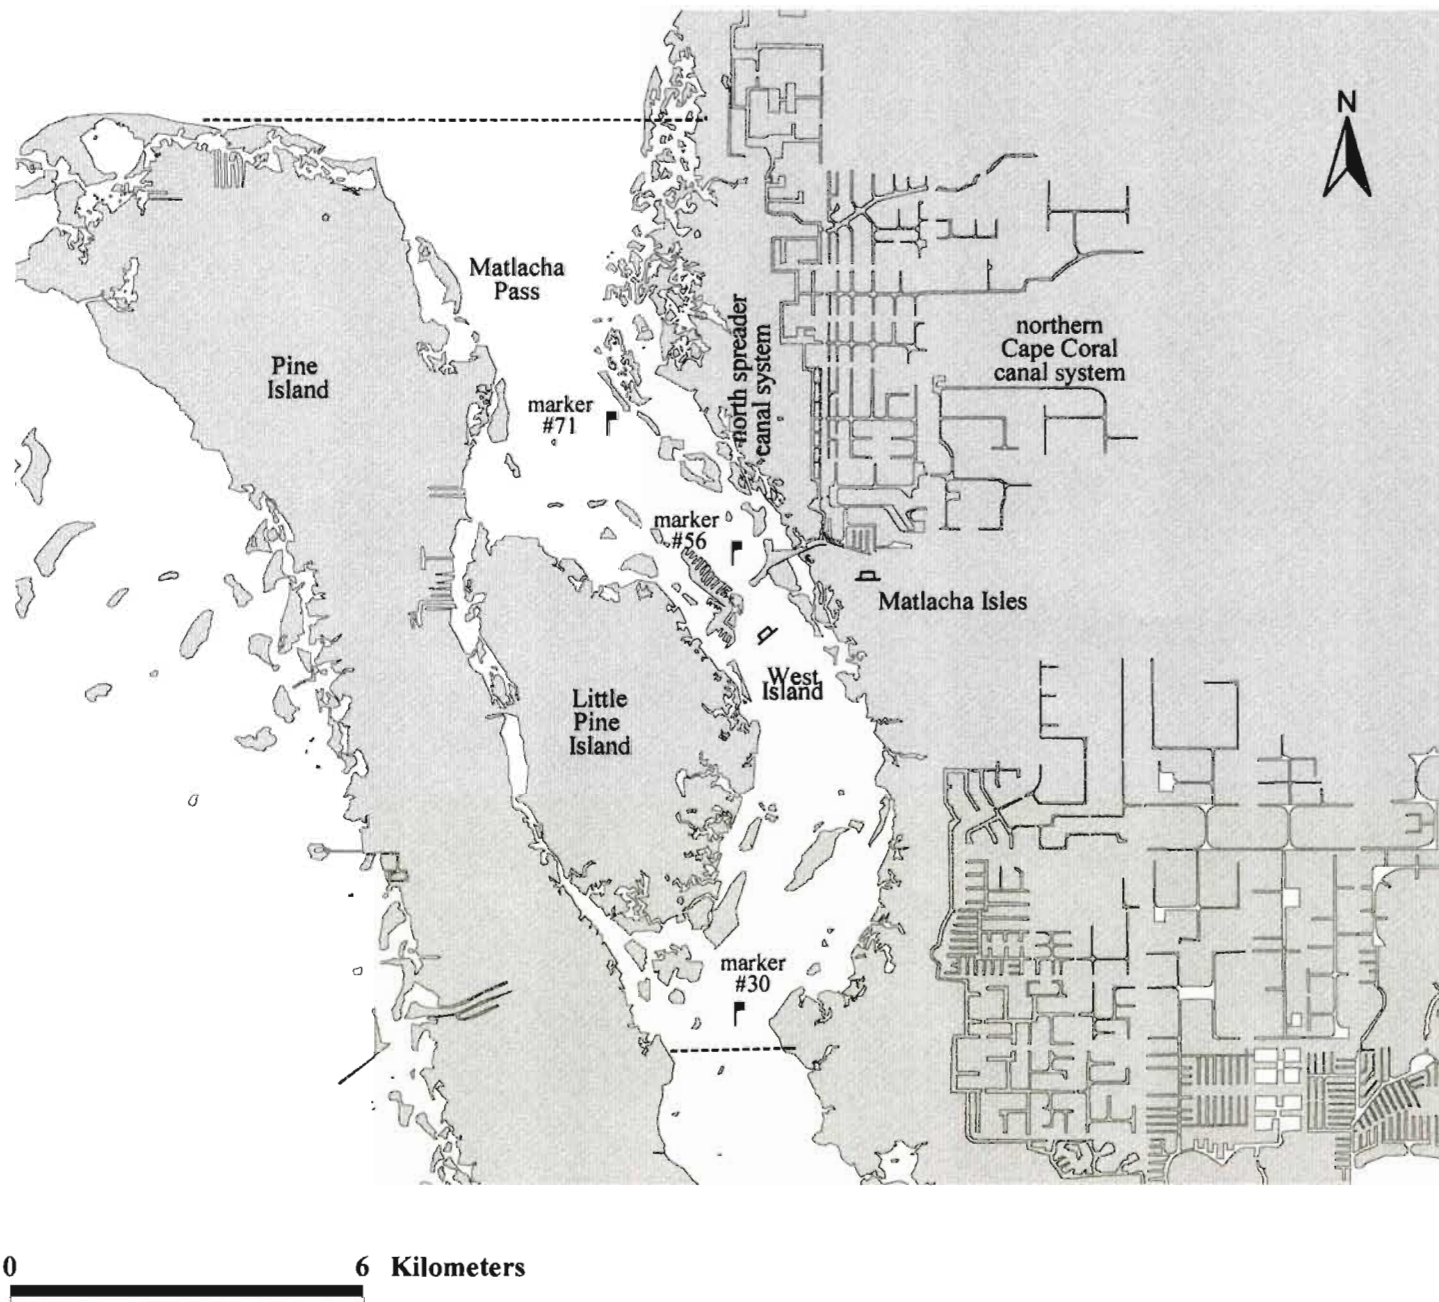 N
Matlacha
Pass
north spreader
canal system
northern
Cape Coral
canal system
Pine
Island
marker
#71
marker
#56
Matlacha Isles
West
Island
Little
Pine
Island
marker
#30
0 6 Kilometers